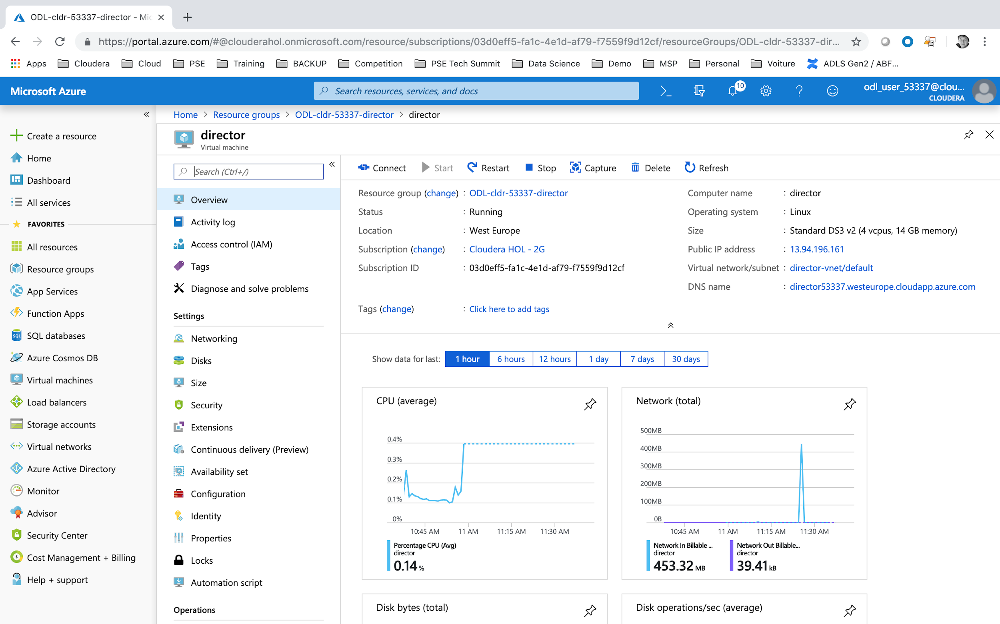 ODL-cldr-53337-director - Mic
https://portal.azure.com/#@clouderahol.onmicrosoft.com/resource/subscriptions/03d0eff5-fa1c-4e1d-af79-f7559f9d12cf/resourceGroups/ODL-cldr-53337-dir...
Apps Cloudera Cloud PSE Training BACKUP Competition PSE Tech Summit Data Science Demo MSP Personal Voiture ADLS Gen2 / ABF...
Microsoft Azure
Search resources, services, and docs
10
odl_user_53337@clou...
CLOUDERA
Create a resource
Home
Dashboard
All services
FAVORITES
All resources
Resource groups
App Services
Function Apps
SQL
SQL databases
Azure Cosmos DB
Virtual machines
Load balancers
Storage accounts
Virtual networks
Azure Active Directory
Monitor
Advisor
Security Center
Cost Management + Billing
Help + support
Home > Resource groups > ODL-cldr-53337-director > director
director
Virtual machine
Search (Ctrl+/)
Overview
Activity log
Access control (IAM)
Tags
Diagnose and solve problems
Settings
Networking
Disks
Size
Security
Extensions
Continuous delivery (Preview)
Availability set
Configuration
Identity
Properties
Locks
Automation script
Operations
Connect Start Restart Stop Capture Delete Refresh
Resource group (change) : ODL-cldr-53337-director
Status : Running
Location : West Europe
Subscription (change) : Cloudera HOL - 2G
Subscription ID : 03d0eff5-fa1c-4e1d-af79-f7559f9d12cf
Tags (change) : Click here to add tags
Computer name : director
Operating system : Linux
Size : Standard DS3 v2 (4 vcpus, 14 GB memory)
Public IP address : 13.94.196.161
Virtual network/subnet : director-vnet/default
DNS name : director53337.westeurope.cloudapp.azure.com
Show data for last: 1 hour 6 hours 12 hours 1 day 7 days 30 days
CPU (average)
0.4%
0.3%
0.2%
0.1%
0%
10:45 AM 11 AM 11:15 AM 11:30 AM
Percentage CPU (Avg)
director
0.14 %
Network (total)
500MB
400MB
300MB
200MB
100MB
0B
10:45 AM 11 AM 11:15 AM 11:30 AM
Network In Billable ...
director
453.32 MB
Network Out Billable...
director
39.41 kB
Disk bytes (total)
Disk operations/sec (average)